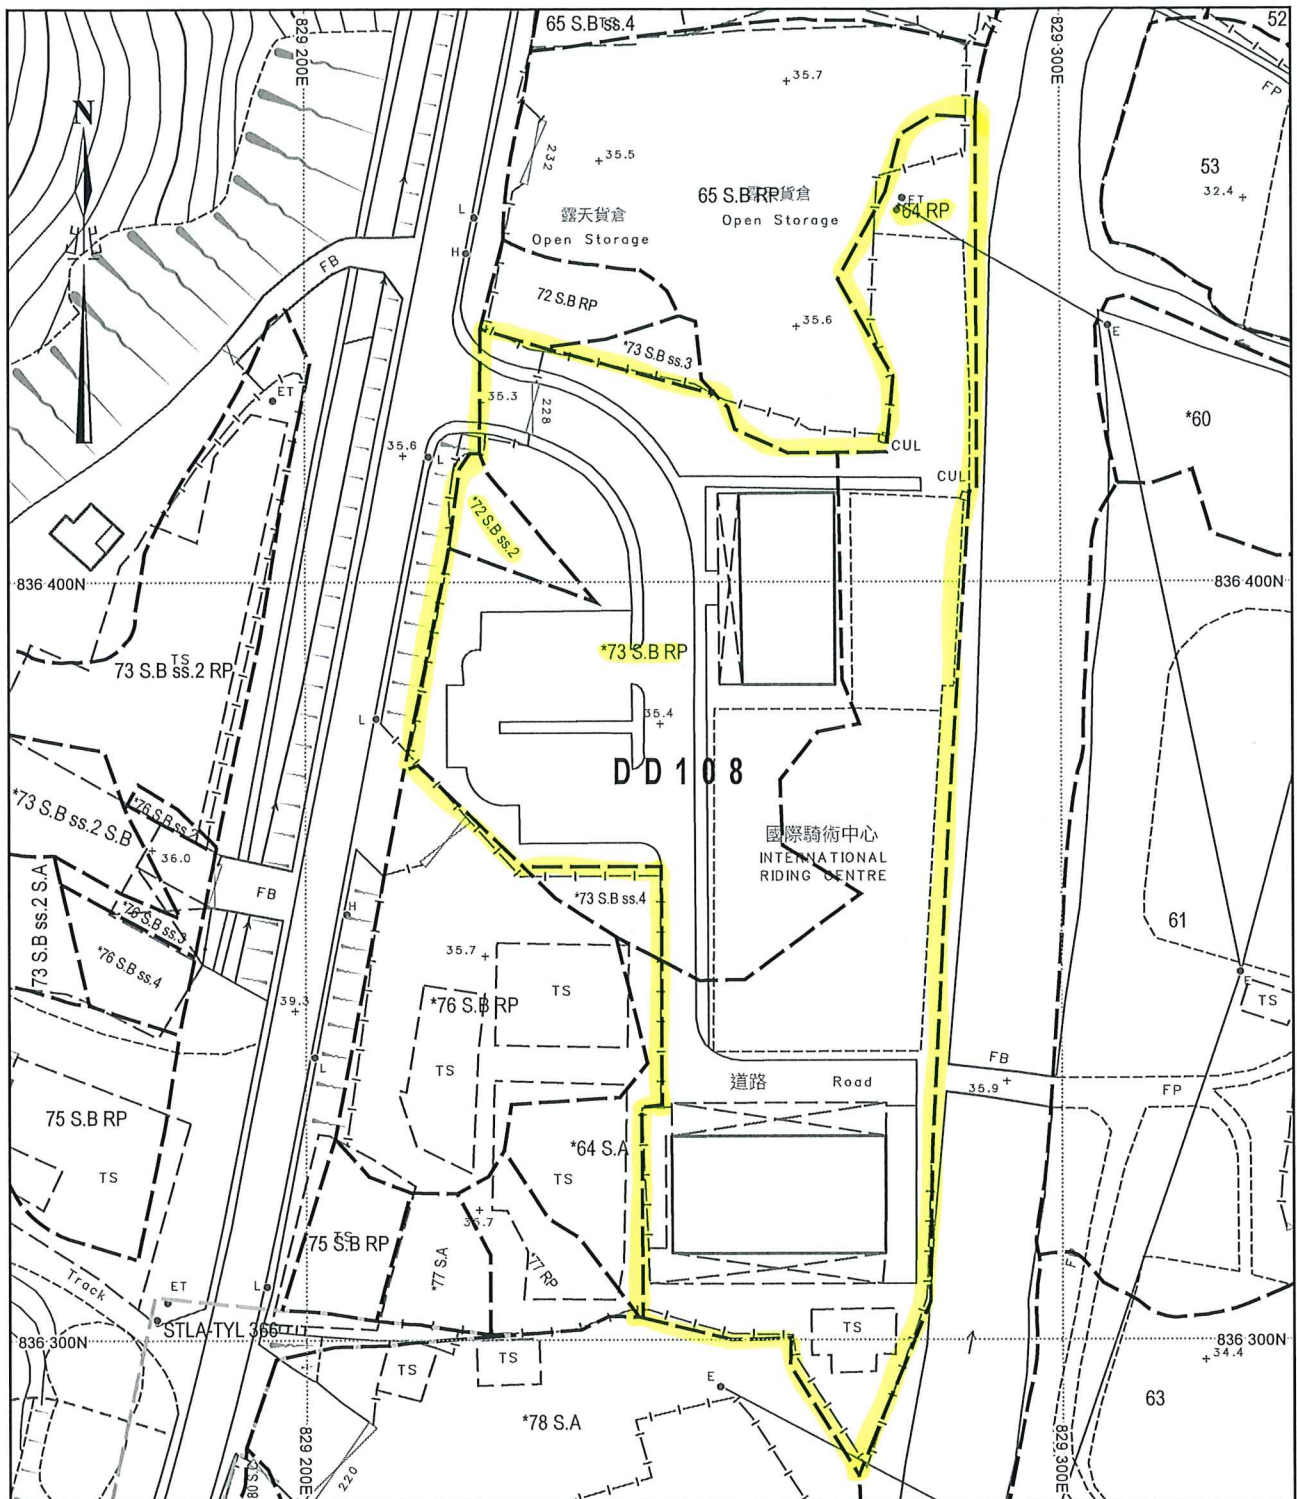 65 S.B ss.4
52
829 200E
829 300E
N
35.7
FP
232
35.5
53
32.4
65 S.B RP
露天貨倉
Open Storage
ET
*64 RP
露天貨倉
Open Storage
L
H
FB
72 S.B RP
35.6
E
*73 S.B ss.3
ET
35.3
228
*60
35.6
L
CUL
CUL
*72 S.B ss.2
836 400N
836 400N
*73 S.B RP
TS
73 S.B ss.2 RP
L
35.4
DD108
*73 S.B ss.2 S.B
*76 S.B ss.2
36.0
國際騎術中心
INTERNATIONAL
RIDING CENTRE
FB
*73 S.B ss.4
73 S.B ss.2 S.A
*76 S.B ss.3
H
61
*76 S.B ss.4
35.7
E
TS
TS
39.3
*76 S.B RP
L
TS
FB
道路
Road
35.9
FP
75 S.B RP
*64 S.A
TS
TS
35.7
TS
75 S.B RP
*77 S.A
*77 RP
FP
Track
ET
L
STLA-TYL 366
836 300N
TS
836 300N
34.4
TS
TS
E
63
*78 S.A
829 200E
829 300E
220